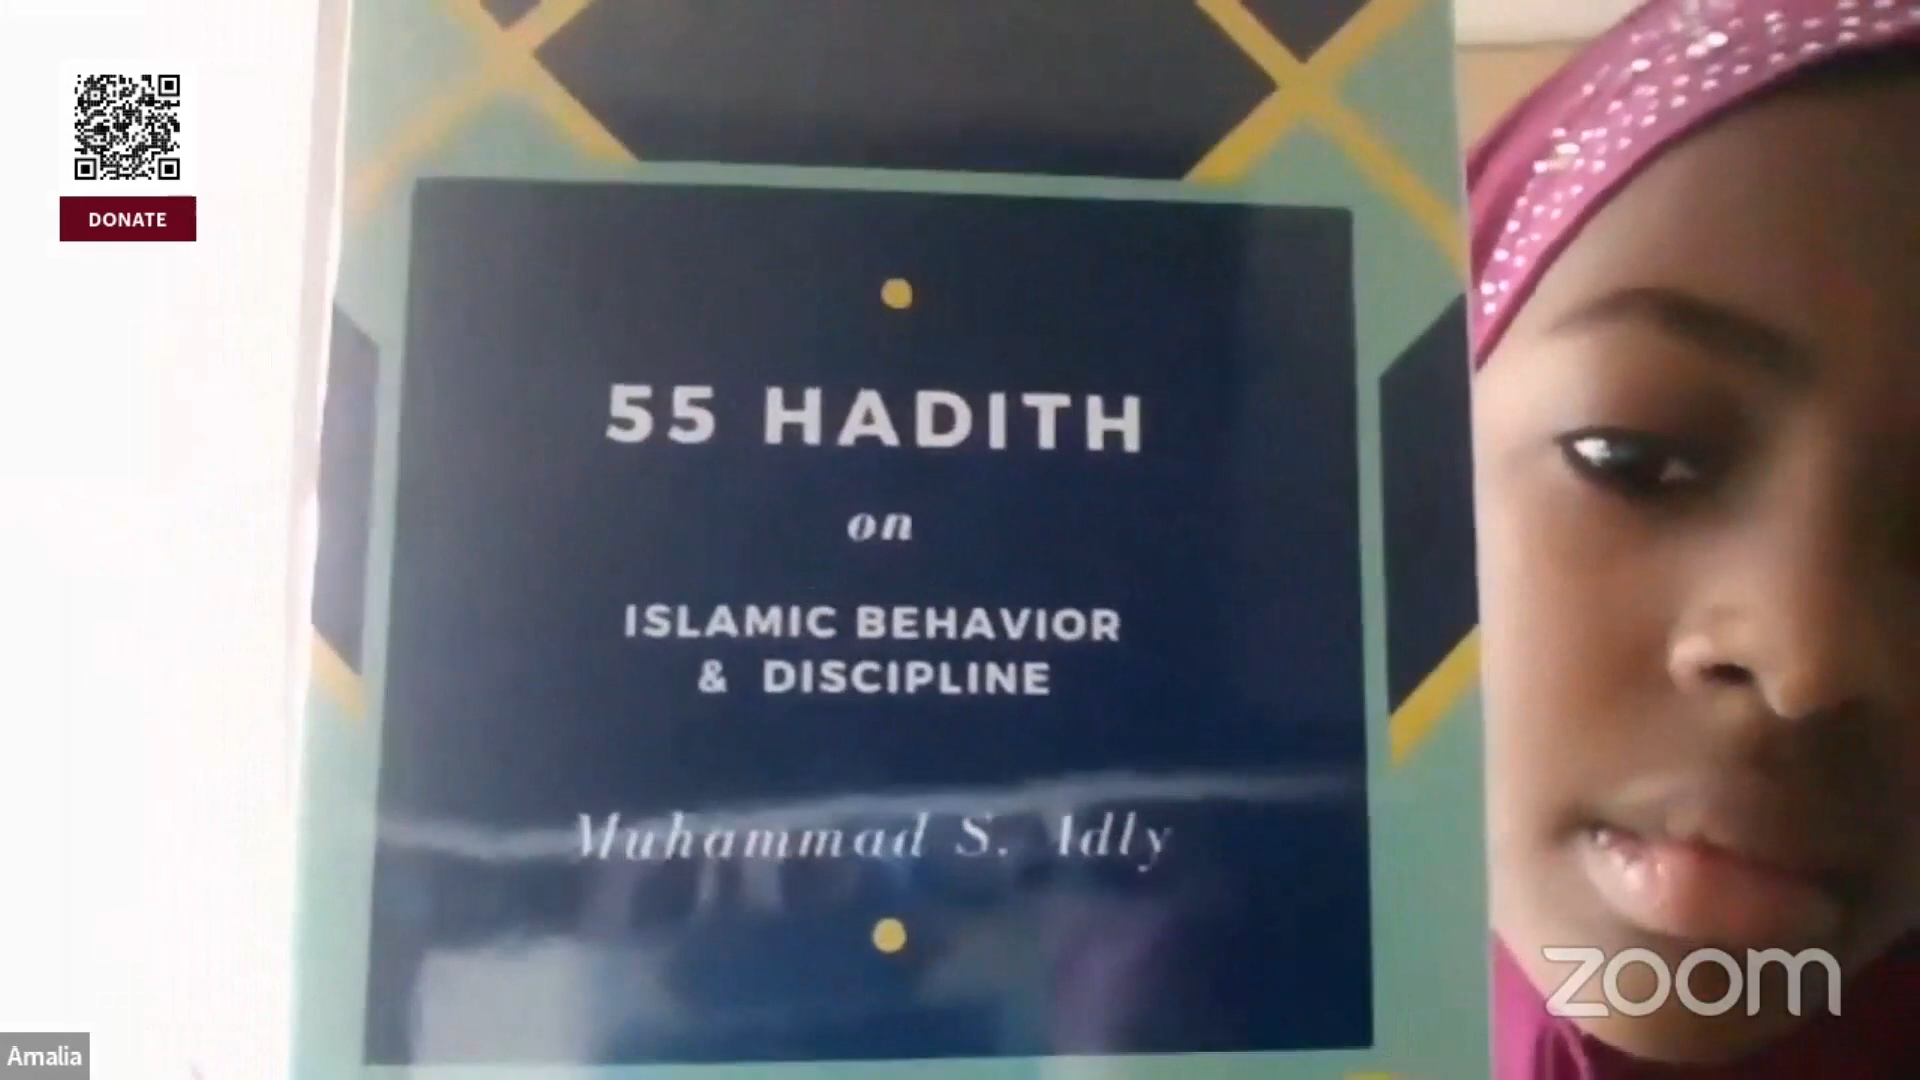 DONATE
55 HADITH
on
ISLAMIC BEHAVIOR
& DISCIPLINE
Muhammad S. Adly
zoom
Amalia